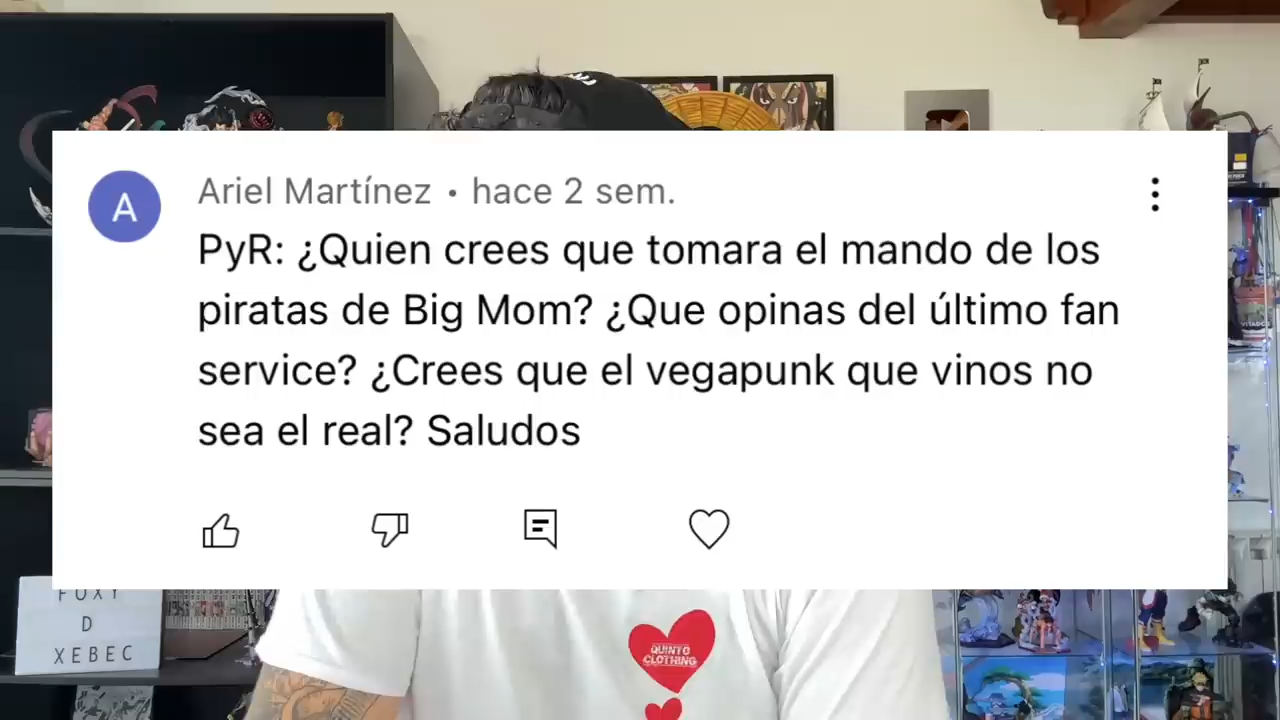 Ariel Martínez • hace 2 sem.
A
PyR: ¿Quien crees que tomara el mando de los
piratas de Big Mom? ¿Que opinas del último fan
service? ¿Crees que el vegapunk que vinos no
sea el real? Saludos
FOXY
D
XEBEC
QUINTO
CLOTHING